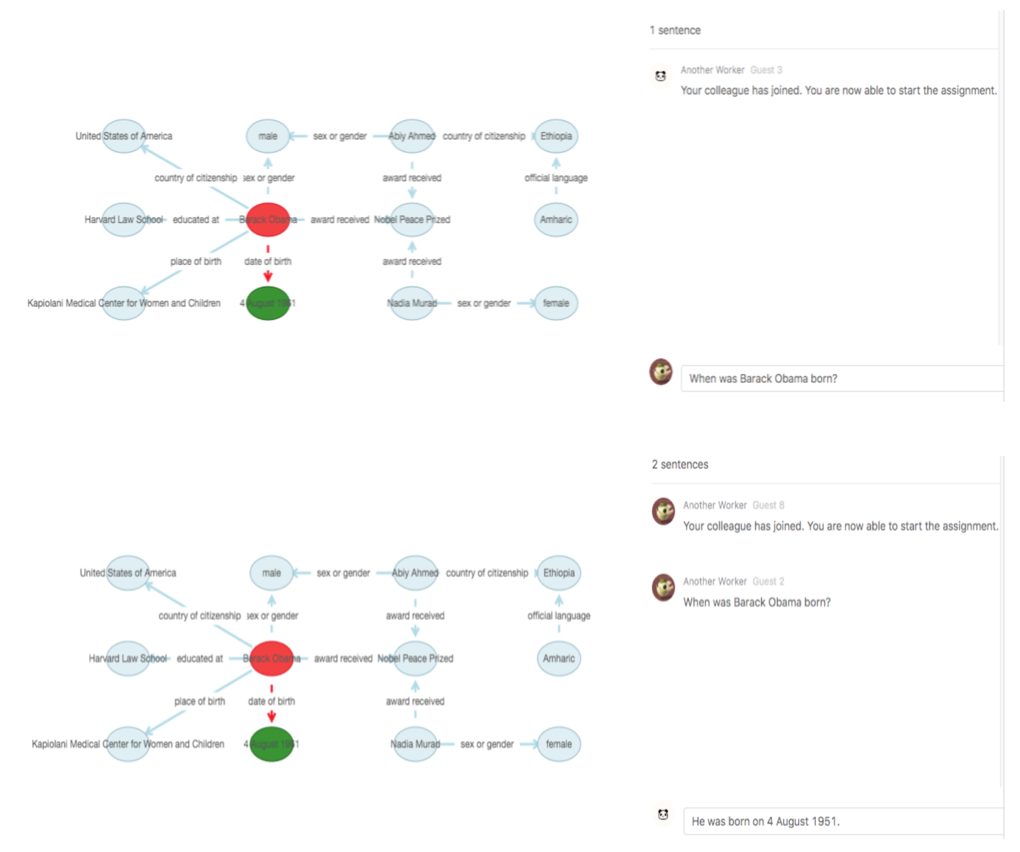 1 sentence
Another Worker Guest 3
Your colleague has joined. You are now able to start the assignment.
United States of America
male
sex or gender
Abiy Ahmed
country of citizenship
Ethiopia
country of citizenship
sex or gender
award received
official language
Harvard Law School
educated at
Barack Obama
award received
Nobel Peace Prized
Amharic
place of birth
date of birth
award received
Kapiolani Medical Center for Women and Children
4 August
Nadia Murad
sex or gender
female
When was Barack Obama born?
2 sentences
Another Worker Guest 8
Your colleague has joined. You are now able to start the assignment.
United States of America
male
sex or gender
Abiy Ahmed
country of citizenship
Ethiopia
Another Worker Guest 2
When was Barack Obama born?
country of citizenship
sex or gender
award received
official language
Harvard Law School
educated at
Barack Obama
award received
Nobel Peace Prized
Amharic
place of birth
date of birth
award received
Kapiolani Medical Center for Women and Children
4 August
Nadia Murad
sex or gender
female
He was born on 4 August 1951.